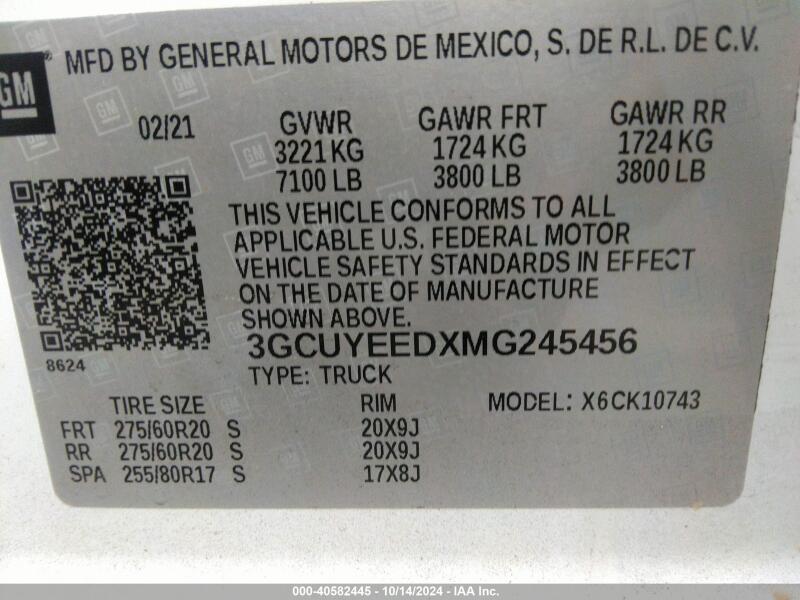 GM
MFD BY GENERAL MOTORS DE MEXICO, S. DE R.L. DE C.V.
02/21 GVWR GAWR FRT GAWR RR
3221 KG 1724 KG 1724 KG
7100 LB 3800 LB 3800 LB
THIS VEHICLE CONFORMS TO ALL
APPLICABLE U.S. FEDERAL MOTOR
VEHICLE SAFETY STANDARDS IN EFFECT
ON THE DATE OF MANUFACTURE
SHOWN ABOVE.
3GCUYEEDXMG245456
8624
TYPE: TRUCK
TIRE SIZE RIM MODEL: X6CK10743
FRT 275/60R20 S 20X9J
RR 275/60R20 S 20X9J
SPA 255/80R17 S 17X8J
000-40582445 - 10/14/2024 - IAA Inc.